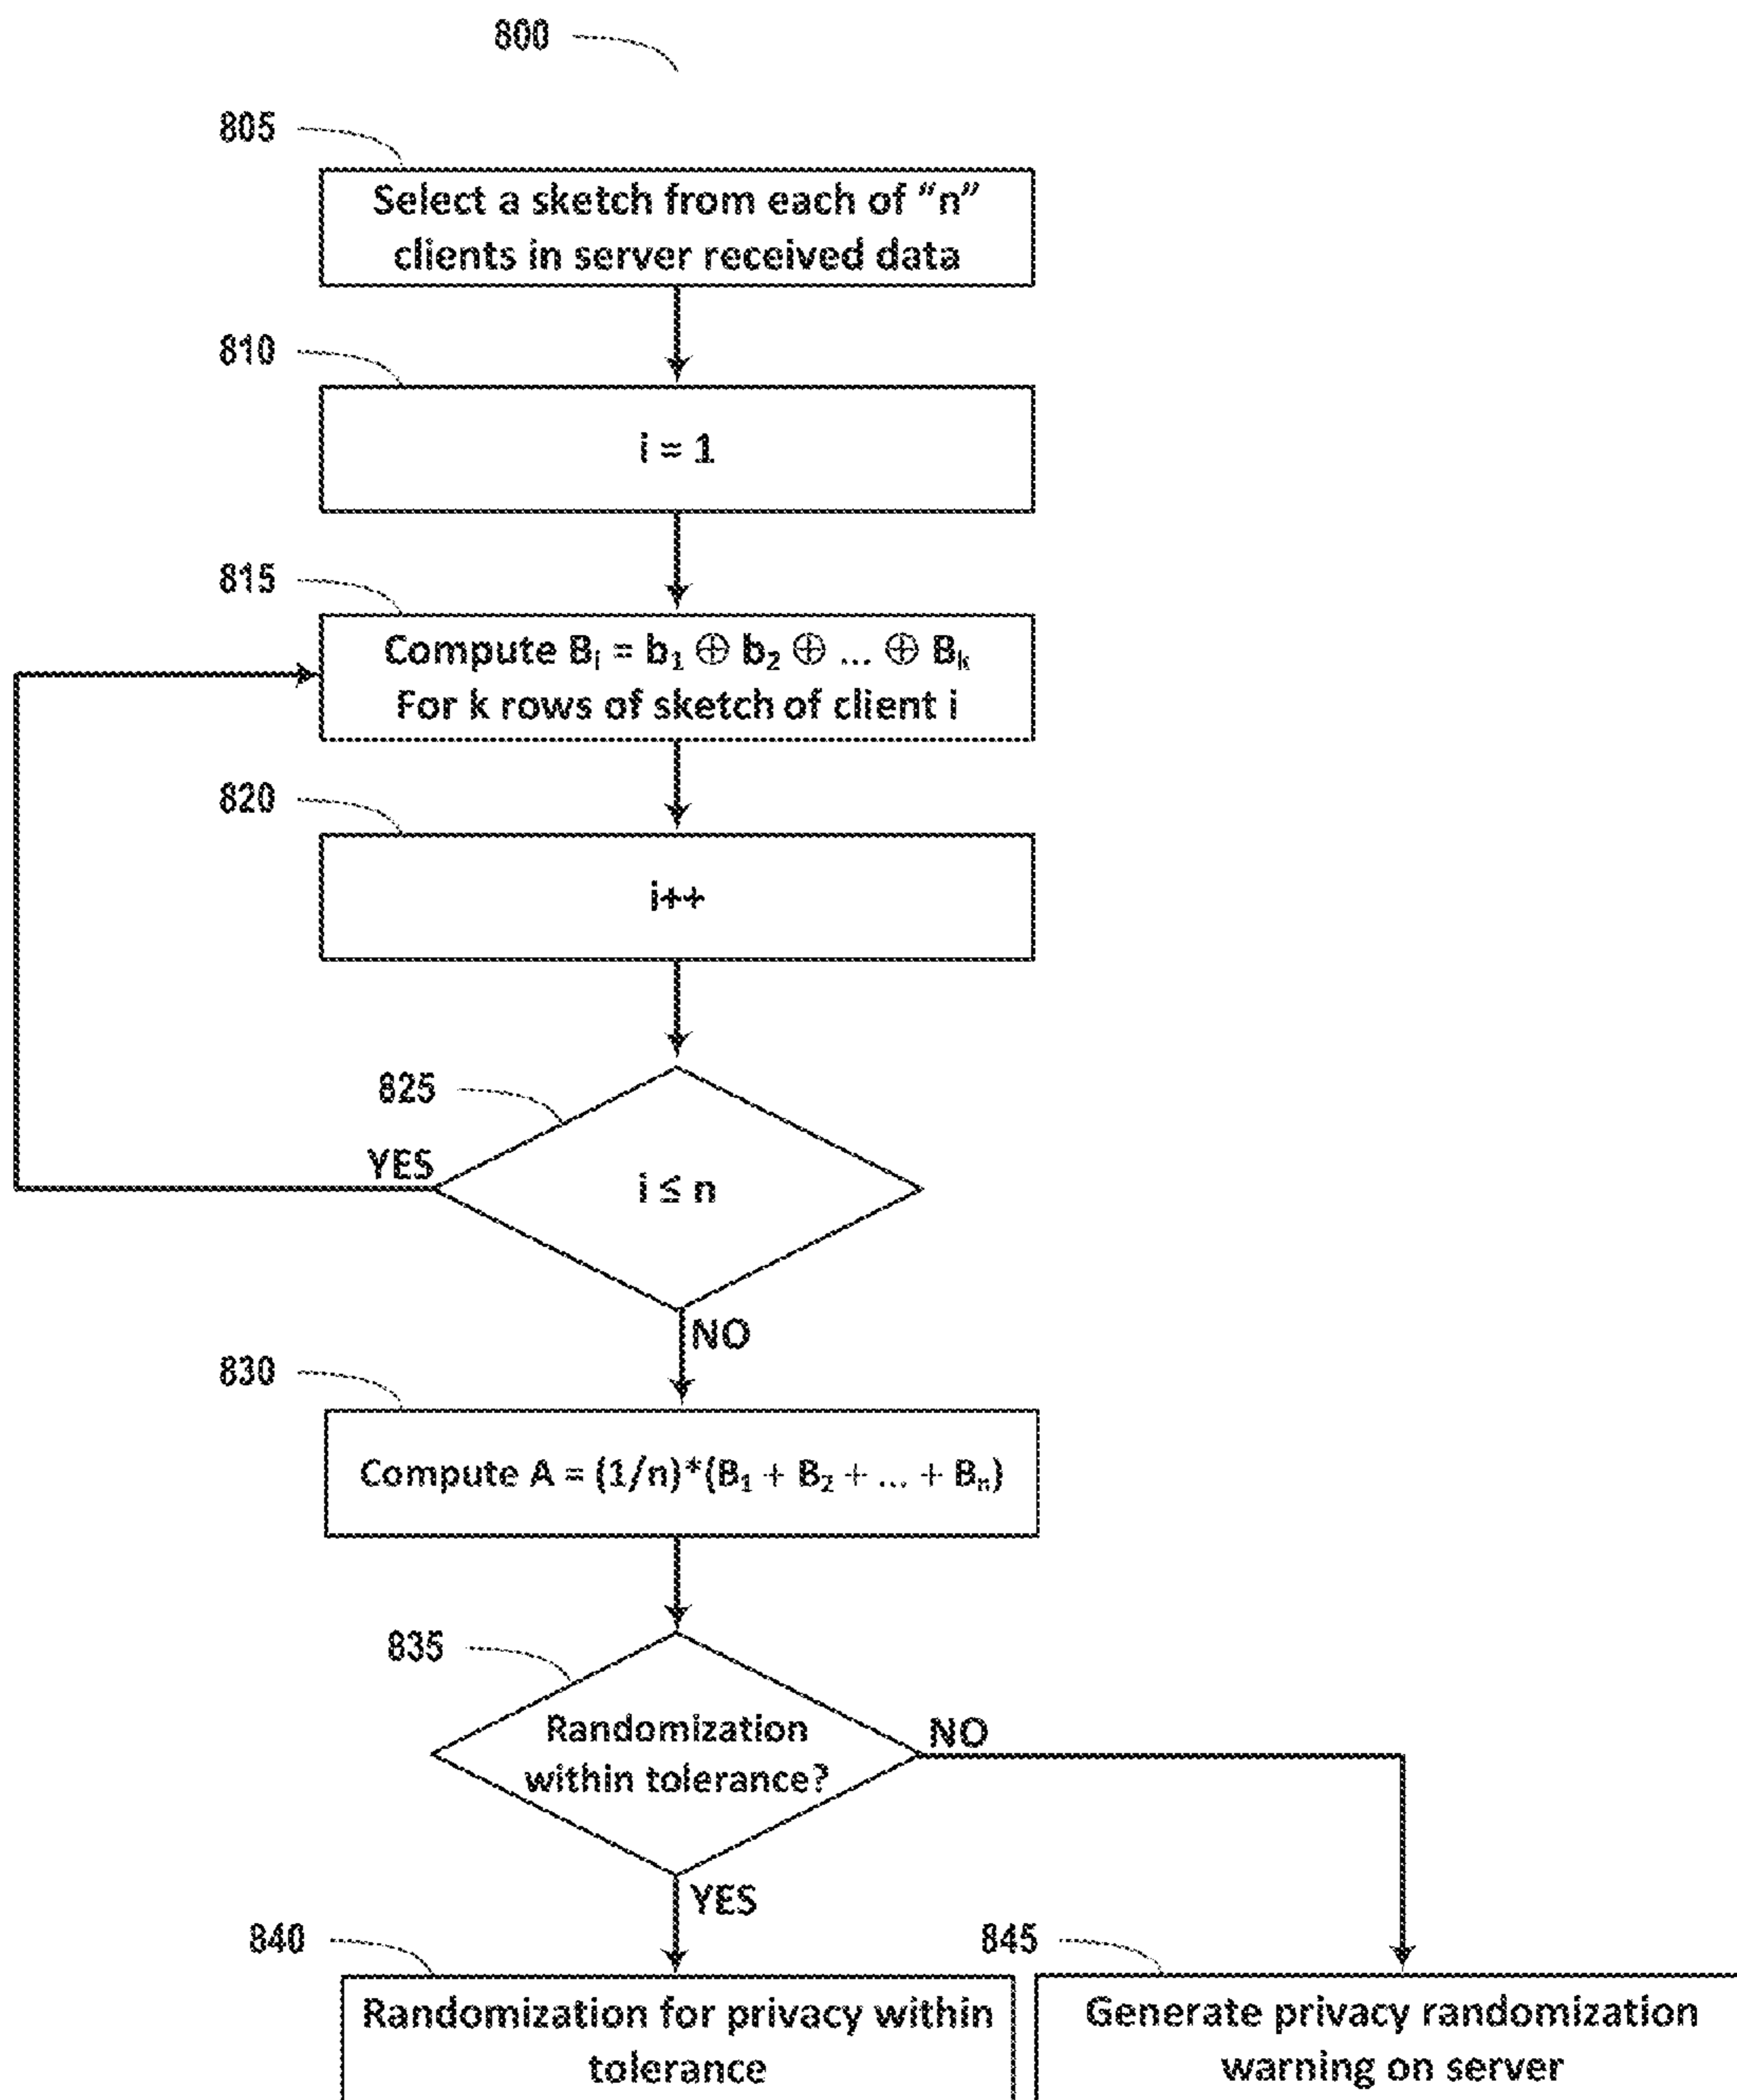 800
805
Select a sketch from each of “n”
clients in server received data
810
i = 1
815
Compute Bᵢ = b₁ ⊕ b₂ ⊕ ... ⊕ Bₖ
For k rows of sketch of client i
820
i++
825
YES
i ≤ n
NO
830
Compute A = (1/n)*(B₁ + B₂ + ... + Bₙ)
835
Randomization
within tolerance?
NO
YES
840
Randomization for privacy within
tolerance
845
Generate privacy randomization
warning on server